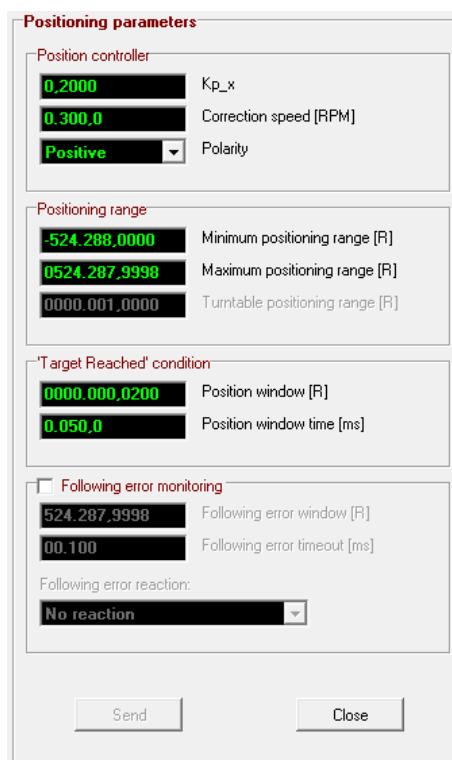 Positioning parameters
Position controller
0,2000 Kp_x
0.300,0 Correction speed [RPM]
Positive Polarity
Positioning range
-524.288,0000 Minimum positioning range [R]
0524.287,9998 Maximum positioning range [R]
0000.001,0000 Turntable positioning range [R]
'Target Reached' condition
0000.000,0200 Position window [R]
0.050,0 Position window time [ms]
Following error monitoring
524.287,9998 Following error window [R]
00.100 Following error timeout [ms]
Following error reaction:
No reaction
Send Close